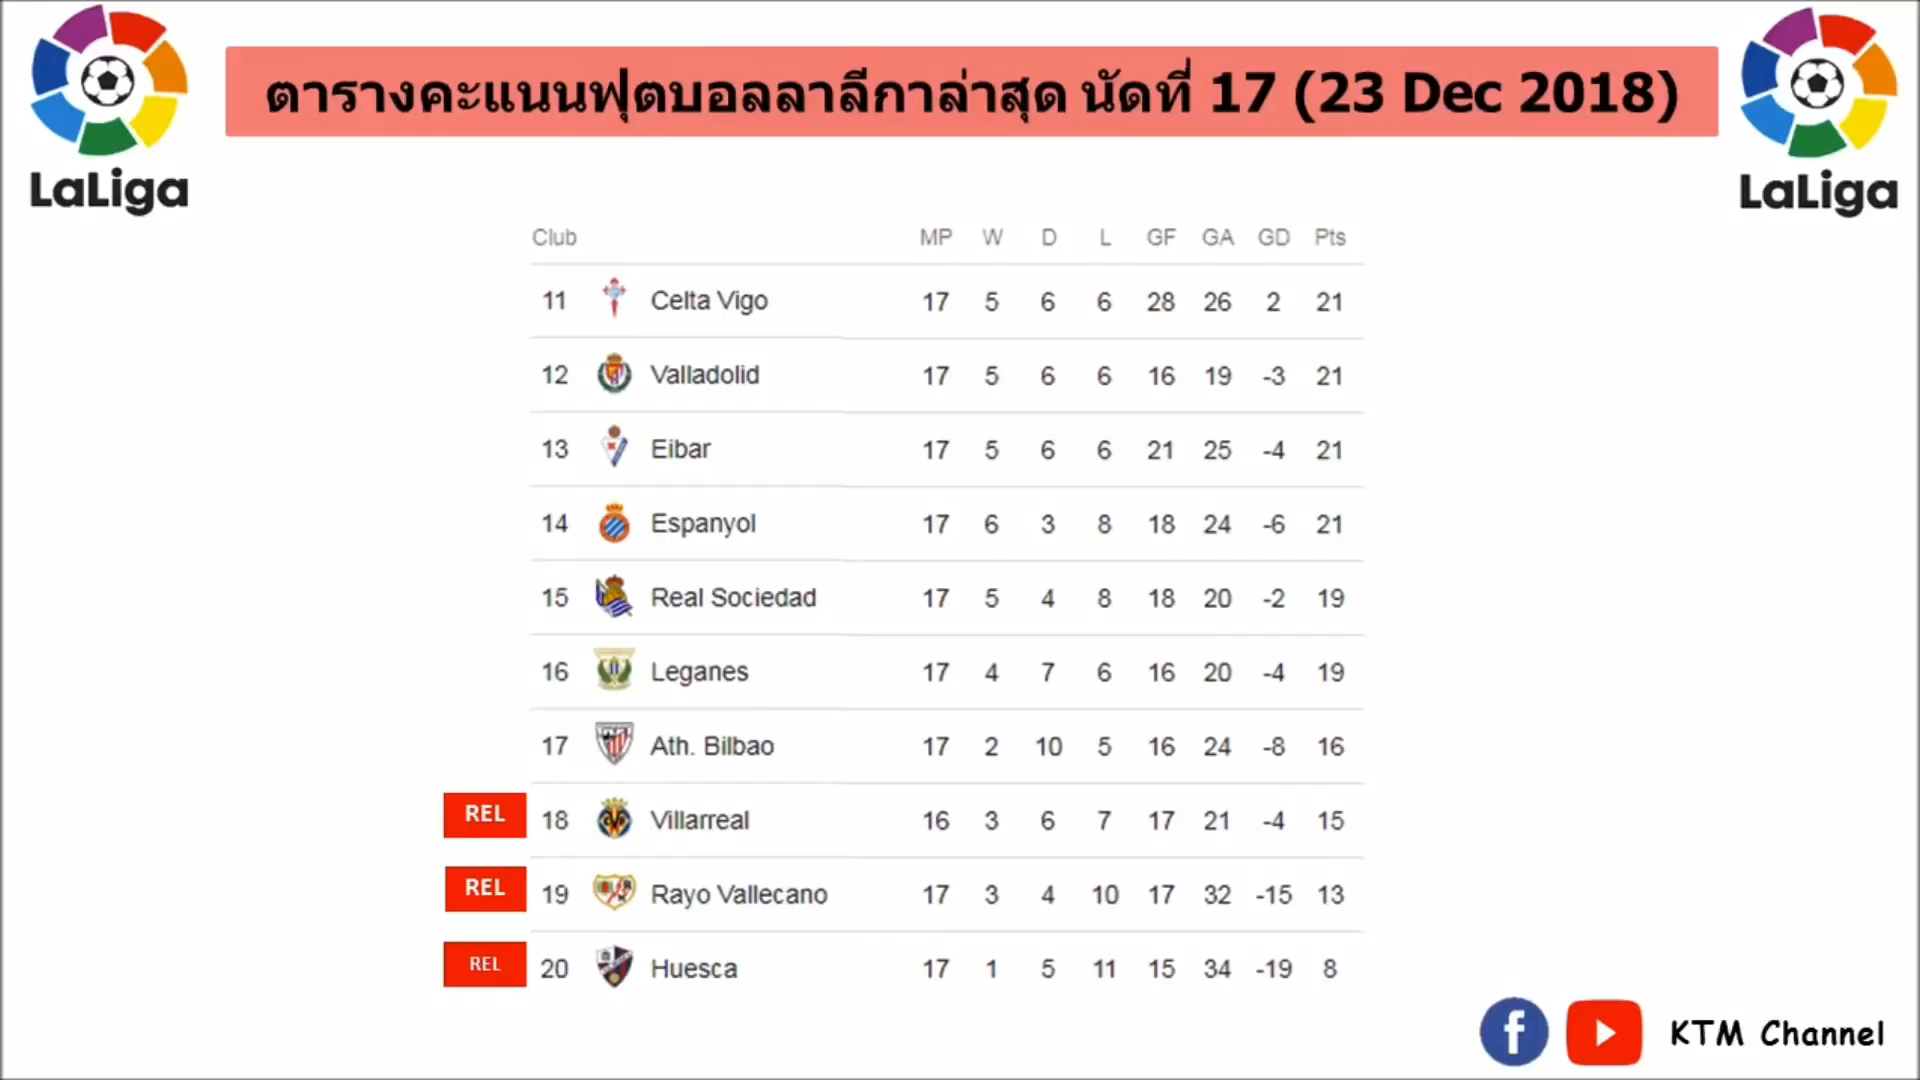 ตารางคะแนนฟุตบอลลาลีกาล่าสุด นัดที่ 17 (23 Dec 2018)
LaLiga
LaLiga
Club MP W D L GF GA GD Pts
11 Celta Vigo 17 5 6 6 28 26 2 21
12 Valladolid 17 5 6 6 16 19 -3 21
13 Eibar 17 5 6 6 21 25 -4 21
14 Espanyol 17 6 3 8 18 24 -6 21
15 Real Sociedad 17 5 4 8 18 20 -2 19
16 Leganes 17 4 7 6 16 20 -4 19
17 Ath. Bilbao 17 2 10 5 16 24 -8 16
REL 18 Villarreal 16 3 6 7 17 21 -4 15
REL 19 Rayo Vallecano 17 3 4 10 17 32 -15 13
REL 20 Huesca 17 1 5 11 15 34 -19 8
KTM Channel